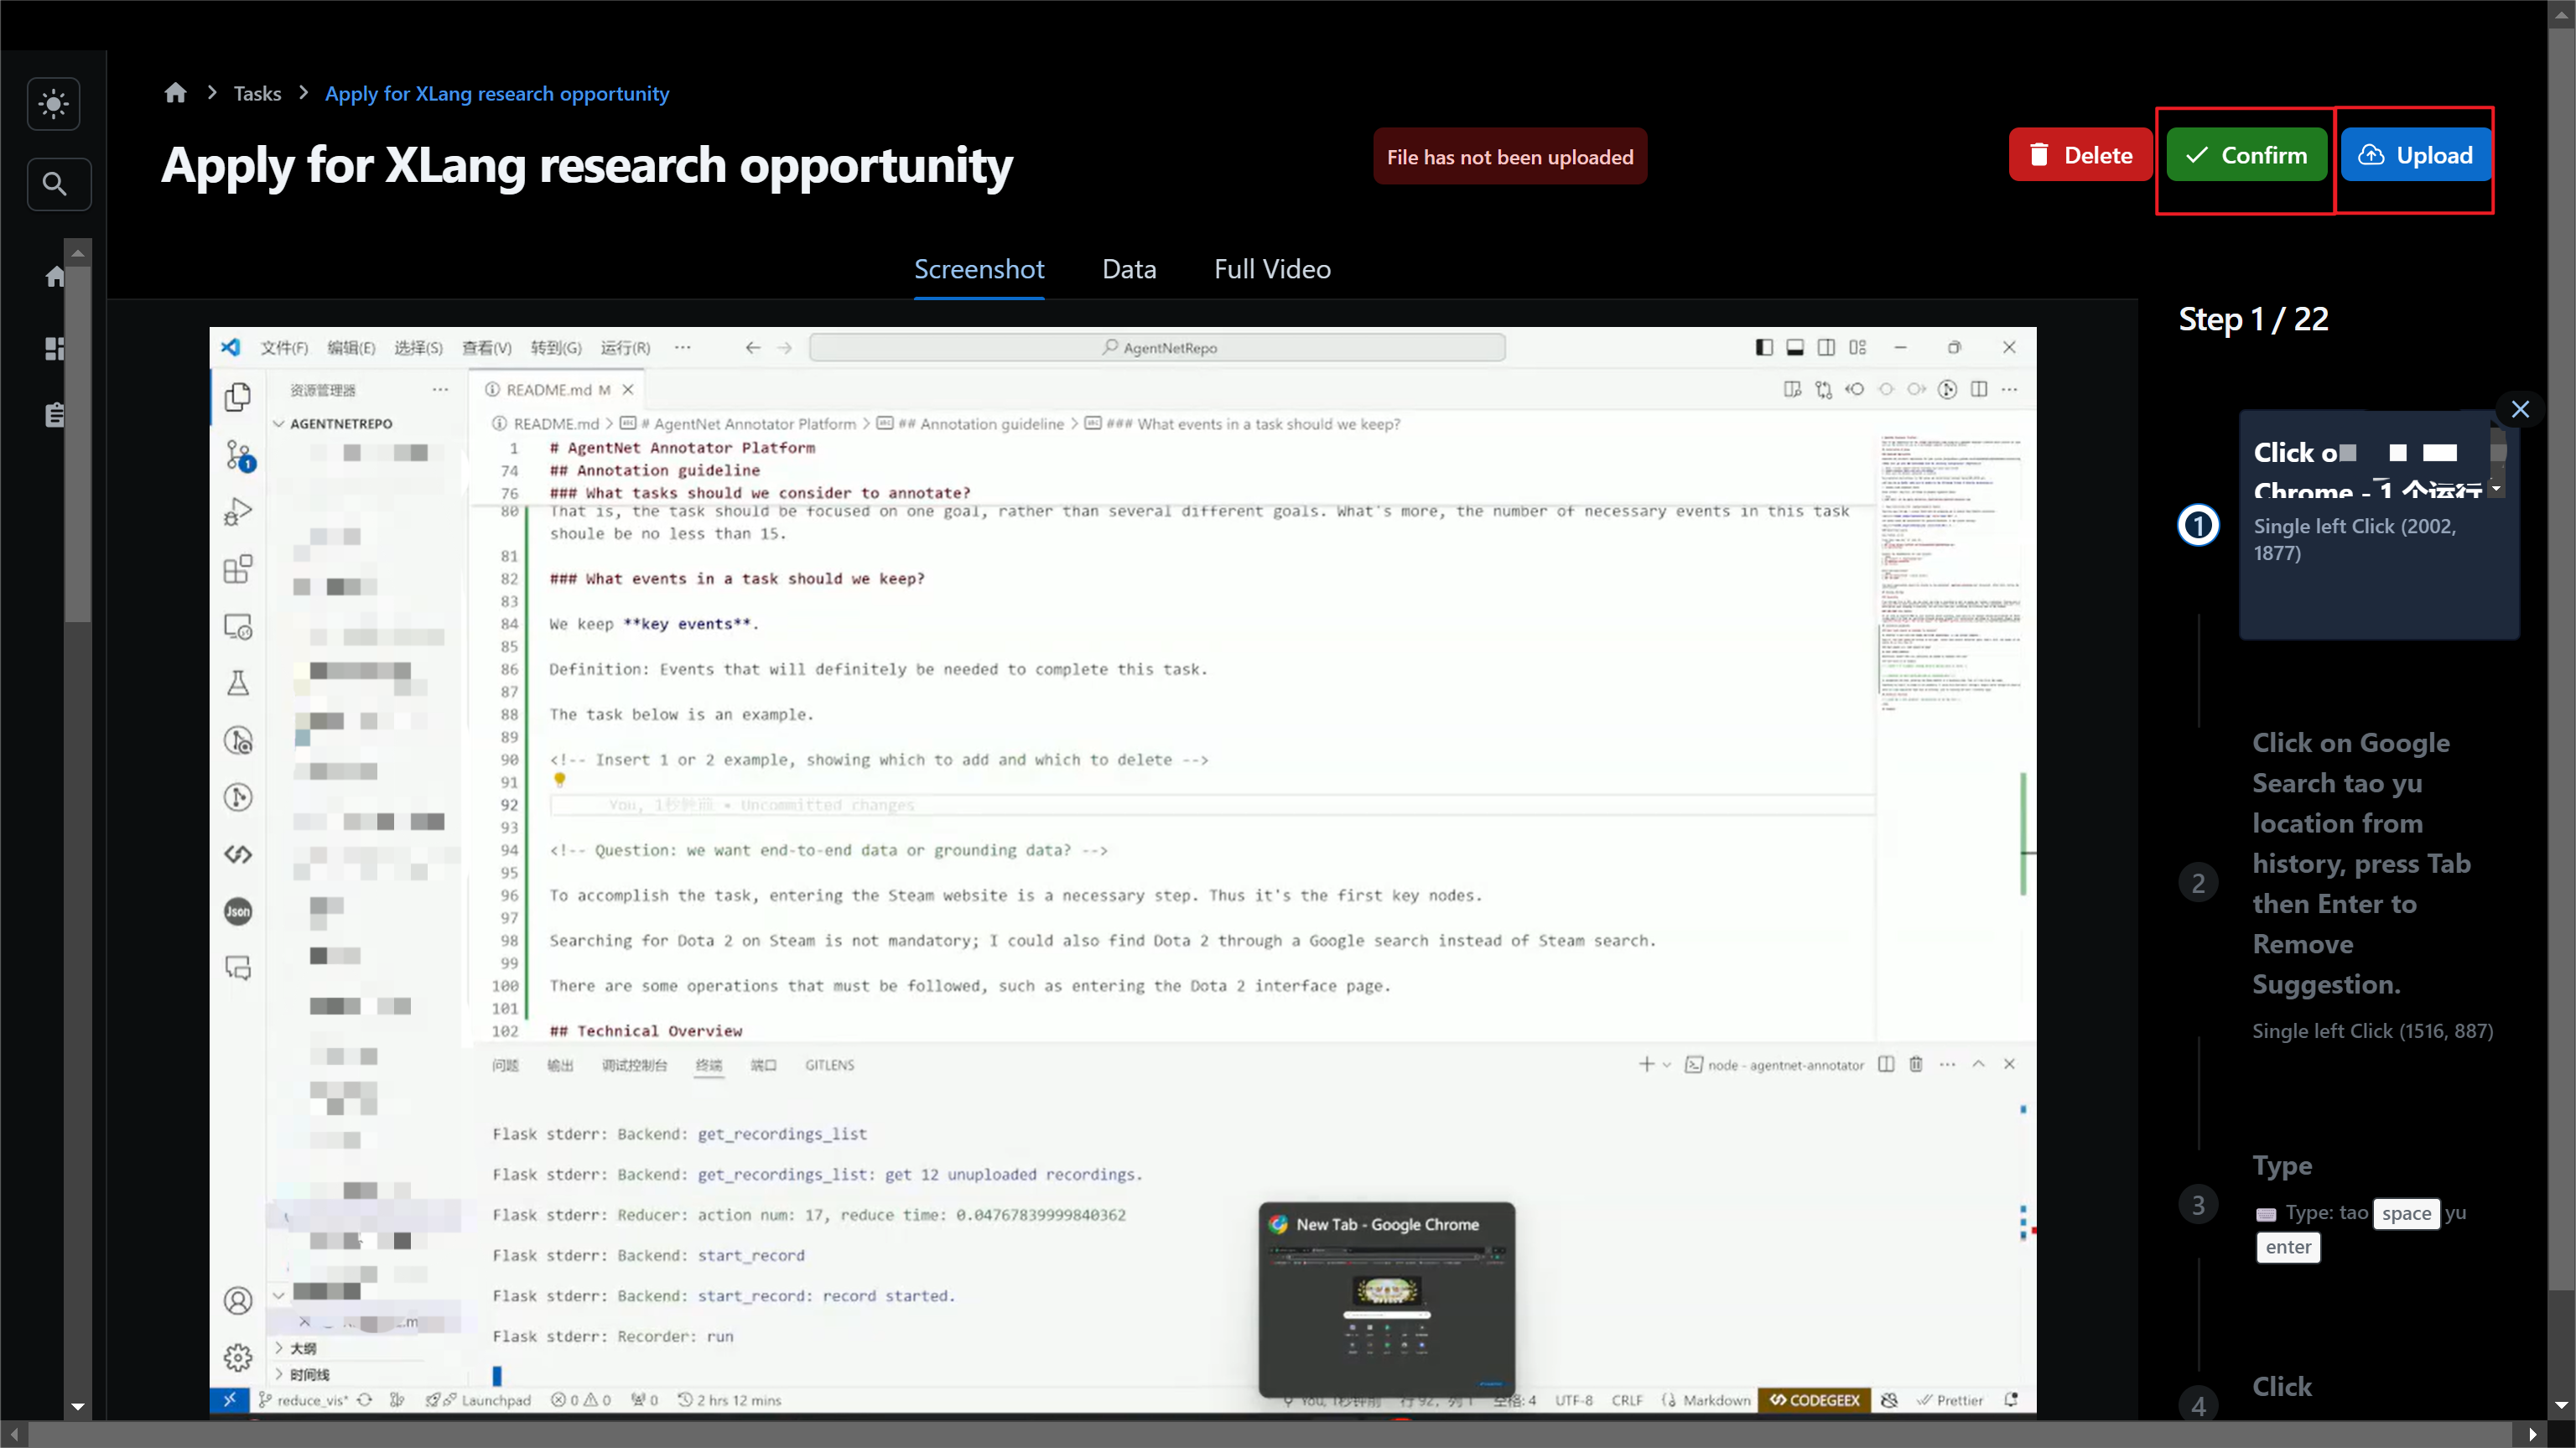 Tasks
Apply for XLang research opportunity
Apply for XLang research opportunity
File has not been uploaded
Delete
Confirm
Upload
Screenshot
Data
Full Video
Step 1 / 22
文件(F) 编辑(E) 选择(S) 查看(V) 转到(G) 运行(R) ···
AgentNetRepo
资源管理器
README.md M
AGENTNETREPO
README.md > # AgentNet Annotator Platform > ## Annotation guideline > ### What events in a task should we keep?
1 # AgentNet Annotator Platform
74 ## Annotation guideline
76 ### What tasks should we consider to annotate?
80 That is, the task should be focused on one goal, rather than several different goals. What's more, the number of necessary events in this task
shoule be no less than 15.
81
82 ### What events in a task should we keep?
83
84 We keep **key events**.
85
86 Definition: Events that will definitely be needed to complete this task.
87
88 The task below is an example.
89
90 <!-- Insert 1 or 2 example, showing which to add and which to delete -->
91
92 You, 1秒钟前 • Uncommitted changes
93
94 <!-- Question: we want end-to-end data or grounding data? -->
95
96 To accomplish the task, entering the Steam website is a necessary step. Thus it's the first key nodes.
97
98 Searching for Dota 2 on Steam is not mandatory; I could also find Dota 2 through a Google search instead of Steam search.
99
100 There are some operations that must be followed, such as entering the Dota 2 interface page.
101
102 ## Technical Overview
问题 输出 调试控制台 终端 端口 GITLENS
node - agentnet-annotator
Flask stderr: Backend: get_recordings_list
Flask stderr: Backend: get_recordings_list: get 12 unuploaded recordings.
Flask stderr: Reducer: action num: 17, reduce time: 0.04767839999840362
Flask stderr: Backend: start_record
Flask stderr: Backend: start_record: record started.
Flask stderr: Recorder: run
New Tab - Google Chrome
Json
大纲
时间线
reduce_vis* Launchpad 0 0 0 2 hrs 12 mins
You, 1秒钟前 行 92, 列 1 空格: 4 UTF-8 CRLF Markdown CODEGEEX Prettier
1
Click o
Chrome - 1 个运行
Single left Click (2002,
1877)
2
Click on Google
Search tao yu
location from
history, press Tab
then Enter to
Remove
Suggestion.
Single left Click (1516, 887)
3
Type
Type: tao space yu
enter
4
Click